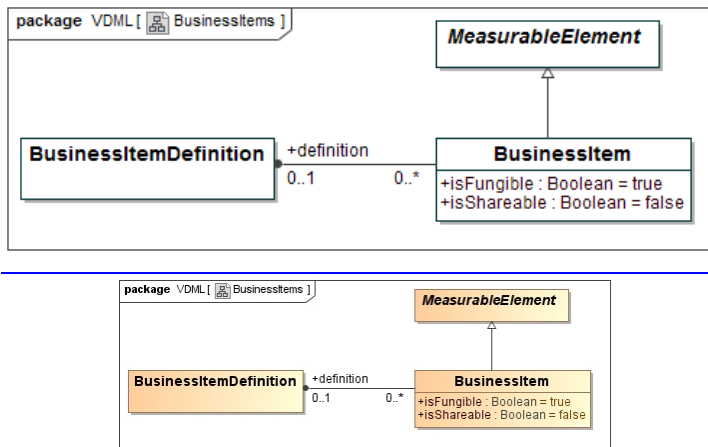 package VDML [ BusinessItems ]
MeasurableElement
BusinessItemDefinition
+definition
0..1
0..*
BusinessItem
+isFungible : Boolean = true
+isShareable : Boolean = false
package VDML [ BusinessItems ]
MeasurableElement
BusinessItemDefinition
+definition
0..1
0..*
BusinessItem
+isFungible : Boolean = true
+isShareable : Boolean = false